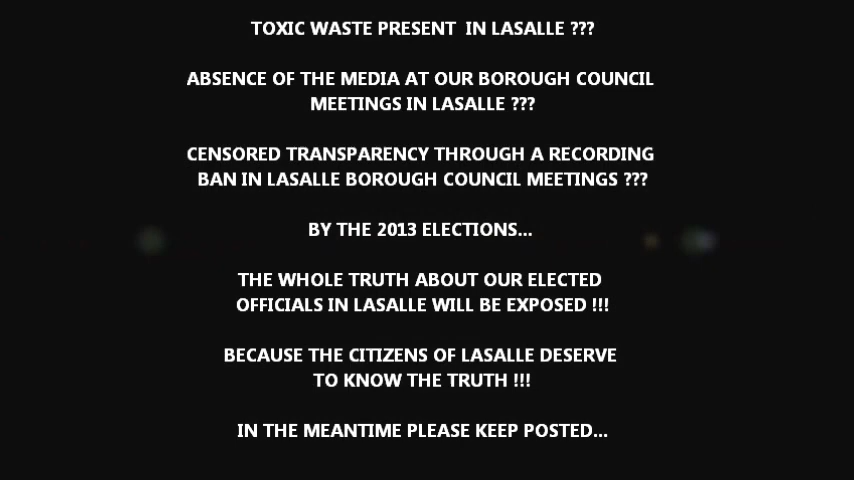 TOXIC WASTE PRESENT  IN LASALLE ???
ABSENCE OF THE MEDIA AT OUR BOROUGH COUNCIL
MEETINGS IN LASALLE ???
CENSORED TRANSPARENCY THROUGH A RECORDING
BAN IN LASALLE BOROUGH COUNCIL MEETINGS ???
BY THE 2013 ELECTIONS...
THE WHOLE TRUTH ABOUT OUR ELECTED
OFFICIALS IN LASALLE WILL BE EXPOSED !!!
BECAUSE THE CITIZENS OF LASALLE DESERVE
TO KNOW THE TRUTH !!!
IN THE MEANTIME PLEASE KEEP POSTED...